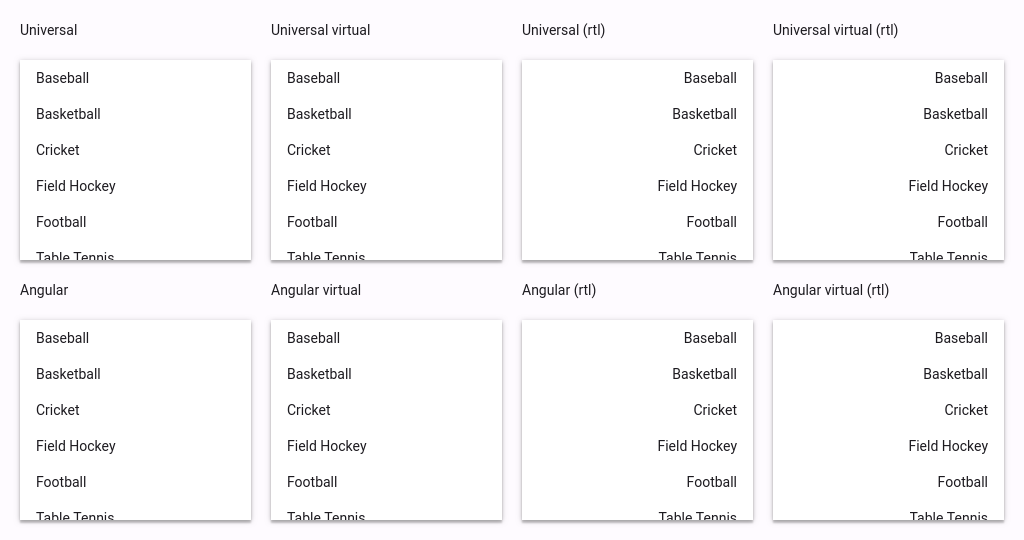 Universal
Baseball
Basketball
Cricket
Field Hockey
Football
Table Tennis
Universal virtual
Baseball
Basketball
Cricket
Field Hockey
Football
Table Tennis
Universal (rtl)
Baseball
Basketball
Cricket
Field Hockey
Football
Table Tennis
Universal virtual (rtl)
Baseball
Basketball
Cricket
Field Hockey
Football
Table Tennis
Angular
Baseball
Basketball
Cricket
Field Hockey
Football
Table Tennis
Angular virtual
Baseball
Basketball
Cricket
Field Hockey
Football
Table Tennis
Angular (rtl)
Baseball
Basketball
Cricket
Field Hockey
Football
Table Tennis
Angular virtual (rtl)
Baseball
Basketball
Cricket
Field Hockey
Football
Table Tennis